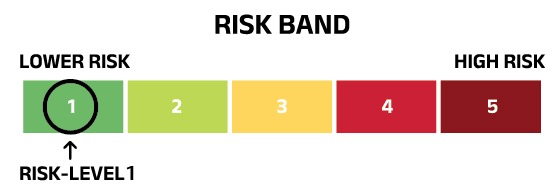 RISK BAND
LOWER RISK HIGH RISK
1 2 3 4 5
RISK-LEVEL1